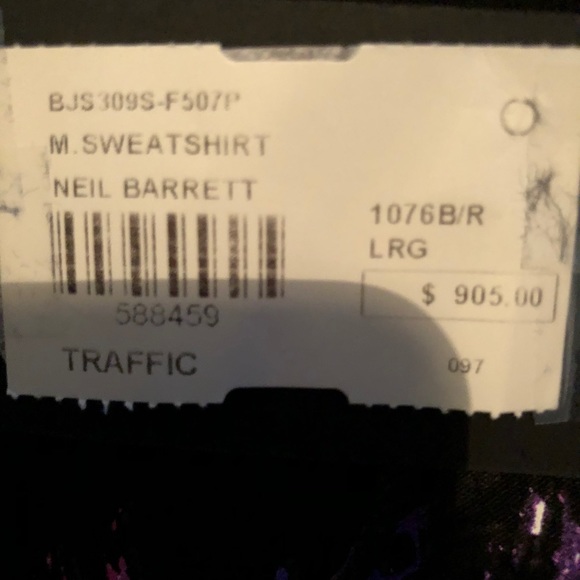 BJS309S-F507P
M.SWEATSHIRT
NEIL BARRETT
1076B/R
LRG
$ 905.00
588459
TRAFFIC
097